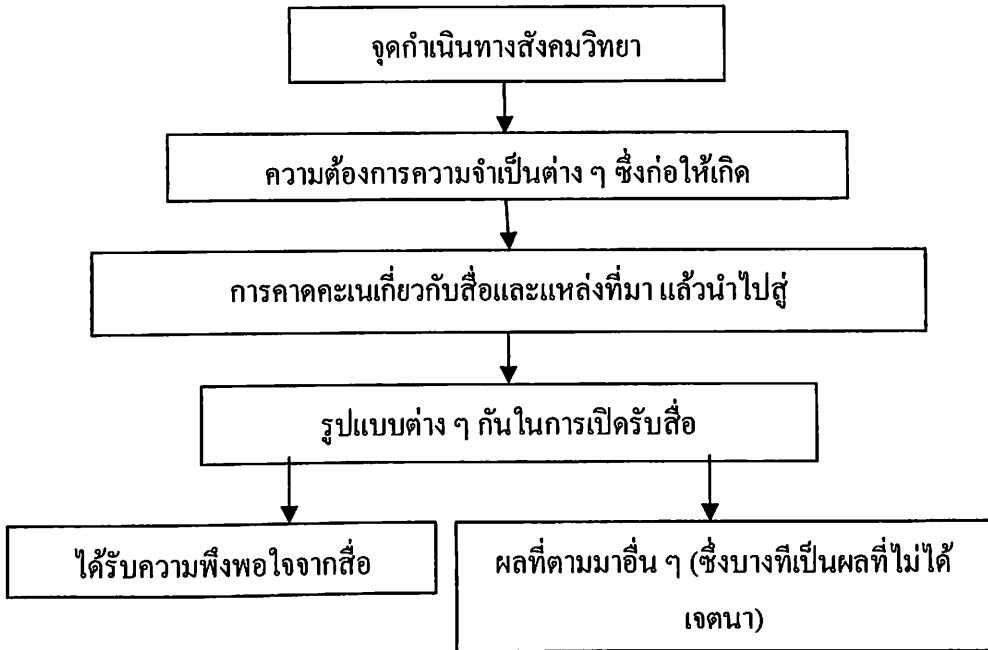 จุดกำเนินทางสังคมวิทยา
ความต้องการความจำเป็นต่าง ๆ ซึ่งก่อให้เกิด
การคาดคะเนเกี่ยวกับสื่อและแหล่งที่มา แล้วนำไปสู่
รูปแบบต่าง ๆ กันในการเปิดรับสื่อ
ได้รับความพึงพอใจจากสื่อ
ผลที่ตามมาอื่น ๆ (ซึ่งบางทีเป็นผลที่ไม่ได้
เจตนา)